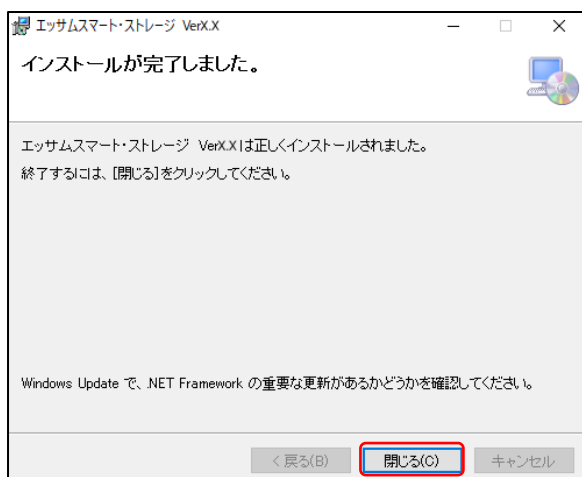 エッサムスマート・ストレージ VerX.X
インストールが完了しました。
エッサムスマート・ストレージ VerX.Xは正しくインストールされました。
終了するには、[閉じる]をクリックしてください。
Windows Update で、.NET Framework の重要な更新があるかどうかを確認してください。
< 戻る(B) 閉じる(C) キャンセル